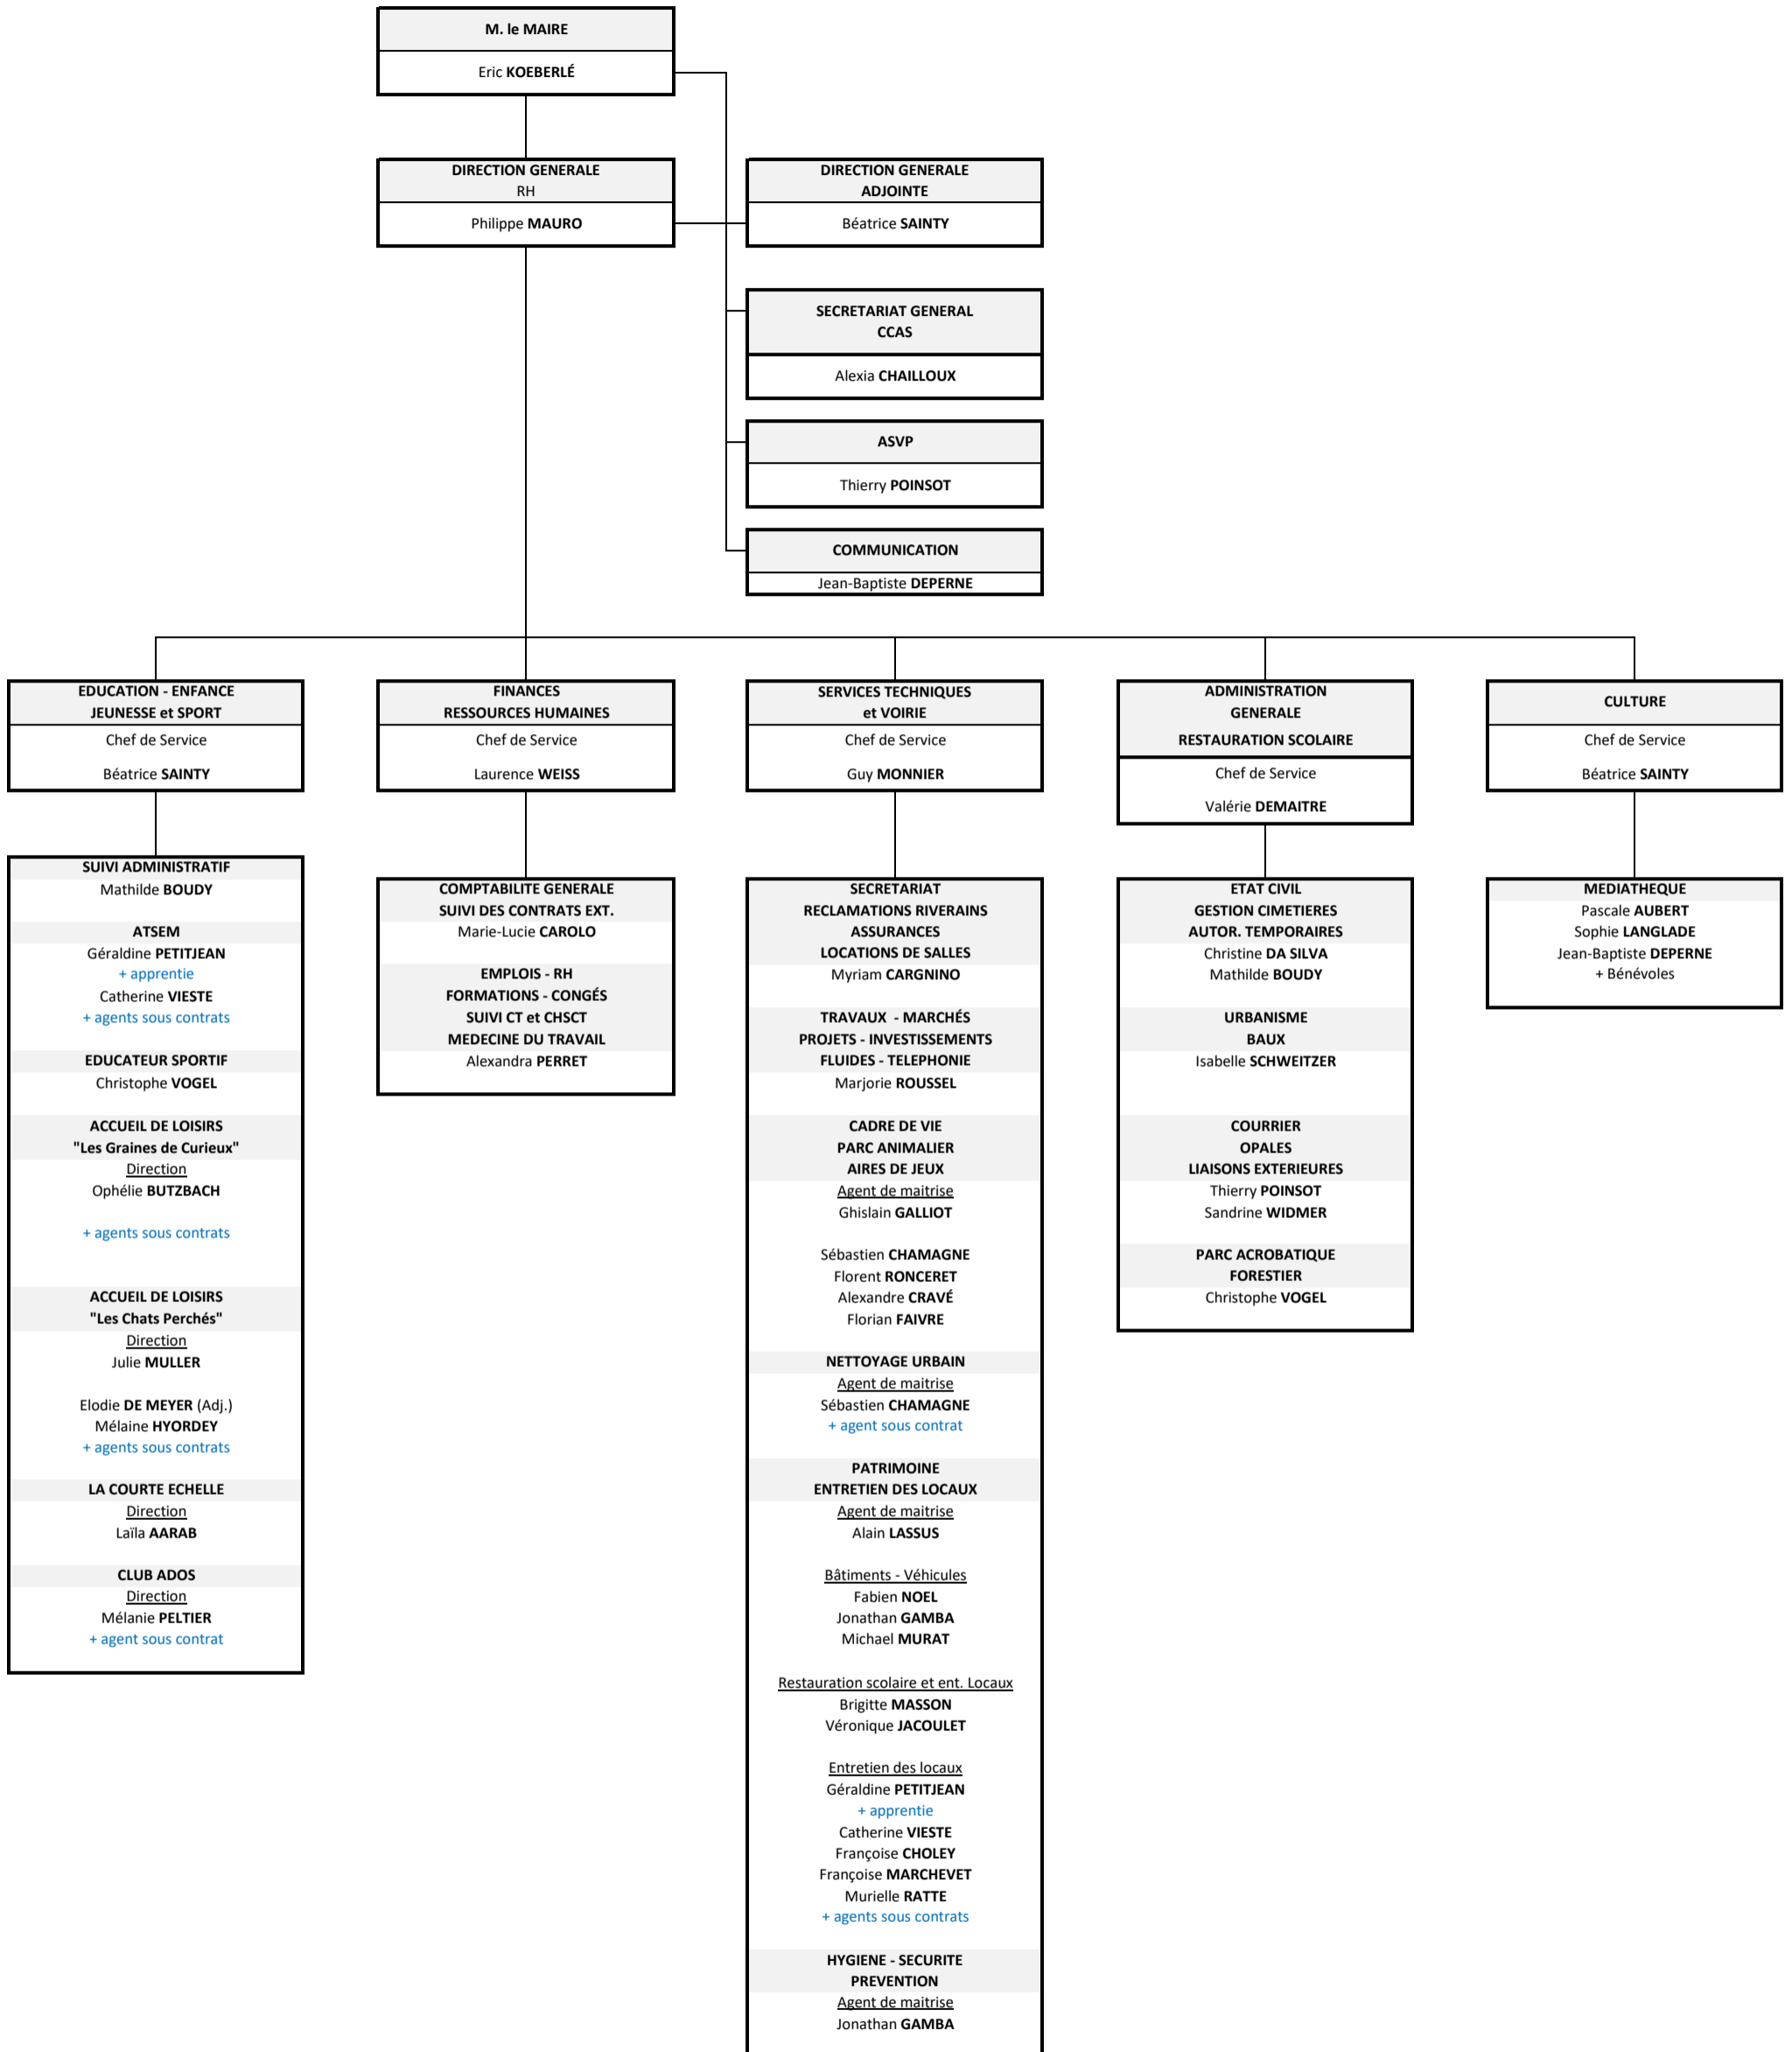 M. le MAIRE
Eric KOEBERLÉ
DIRECTION GENERALE
RH
Philippe MAURO
DIRECTION GENERALE
ADJOINTE
Béatrice SAINTY
SECRETARIAT GENERAL
CCAS
Alexia CHAILLOUX
ASVP
Thierry POINSOT
COMMUNICATION
Jean-Baptiste DEPERNE
EDUCATION - ENFANCE
JEUNESSE et SPORT
Chef de Service
Béatrice SAINTY
FINANCES
RESSOURCES HUMAINES
Chef de Service
Laurence WEISS
SERVICES TECHNIQUES
et VOIRIE
Chef de Service
Guy MONNIER
ADMINISTRATION
GENERALE
RESTAURATION SCOLAIRE
Chef de Service
Valérie DEMAITRE
CULTURE
Chef de Service
Béatrice SAINTY
SUIVI ADMINISTRATIF
Mathilde BOUDY
ATSEM
Géraldine PETITJEAN
+ apprentie
Catherine VIESTE
+ agents sous contrats
EDUCATEUR SPORTIF
Christophe VOGEL
ACCUEIL DE LOISIRS
"Les Graines de Curieux"
Direction
Ophélie BUTZBACH
+ agents sous contrats
ACCUEIL DE LOISIRS
"Les Chats Perchés"
Direction
Julie MULLER
Elodie DE MEYER (Adj.)
Mélaine HYORDEY
+ agents sous contrats
LA COURTE ECHELLE
Direction
Laïla AARAB
CLUB ADOS
Direction
Mélanie PELTIER
+ agent sous contrat
COMPTABILITE GENERALE
SUIVI DES CONTRATS EXT.
Marie-Lucie CAROLO
EMPLOIS - RH
FORMATIONS - CONGÉS
SUIVI CT et CHSCT
MEDECINE DU TRAVAIL
Alexandra PERRET
SECRETARIAT
RECLAMATIONS RIVERAINS
ASSURANCES
LOCATIONS DE SALLES
Myriam CARGNINO
TRAVAUX - MARCHÉS
PROJETS - INVESTISSEMENTS
FLUIDES - TELEPHONIE
Marjorie ROUSSEL
CADRE DE VIE
PARC ANIMALIER
AIRES DE JEUX
Agent de maitrise
Ghislain GALLIOT
Sébastien CHAMAGNE
Florent RONCERET
Alexandre CRAVÉ
Florian FAIVRE
NETTOYAGE URBAIN
Agent de maitrise
Sébastien CHAMAGNE
+ agent sous contrat
PATRIMOINE
ENTRETIEN DES LOCAUX
Agent de maitrise
Alain LASSUS
Bâtiments - Véhicules
Fabien NOEL
Jonathan GAMBA
Michael MURAT
Restauration scolaire et ent. Locaux
Brigitte MASSON
Véronique JACOULET
Entretien des locaux
Géraldine PETITJEAN
+ apprentie
Catherine VIESTE
Françoise CHOLEY
Françoise MARCHEVET
Murielle RATTE
+ agents sous contrats
HYGIENE - SECURITE
PREVENTION
Agent de maitrise
Jonathan GAMBA
ETAT CIVIL
GESTION CIMETIERES
AUTOR. TEMPORAIRES
Christine DA SILVA
Mathilde BOUDY
URBANISME
BAUX
Isabelle SCHWEITZER
COURRIER
OPALES
LIAISONS EXTERIEURES
Thierry POINSOT
Sandrine WIDMER
PARC ACROBATIQUE
FORESTIER
Christophe VOGEL
MEDIATHEQUE
Pascale AUBERT
Sophie LANGLADE
Jean-Baptiste DEPERNE
+ Bénévoles